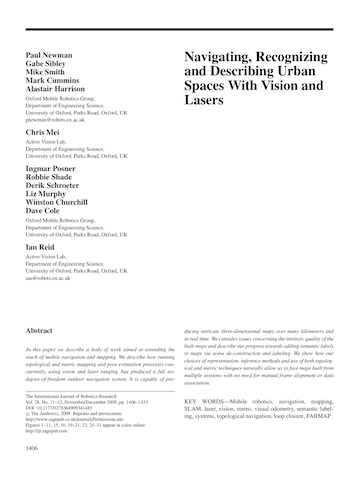 Paul Newman
Gabe Sibley
Mike Smith
Mark Cummins
Alastair Harrison
Oxford Mobile Robotics Group,
Department of Engineering Science,
University of Oxford, Parks Road, Oxford, UK
pnewman@robots.ox.ac.uk
Chris Mei
Active Vision Lab,
Department of Engineering Science,
University of Oxford, Parks Road, Oxford, UK
Ingmar Posner
Robbie Shade
Derik Schroeter
Liz Murphy
Winston Churchill
Dave Cole
Oxford Mobile Robotics Group,
Department of Engineering Science,
University of Oxford, Parks Road, Oxford, UK
Ian Reid
Active Vision Lab,
Department of Engineering Science,
University of Oxford, Parks Road, Oxford, UK
ian@robots.ox.ac.uk
Navigating, Recognizing
and Describing Urban
Spaces With Vision and
Lasers
Abstract
In this paper we describe a body of work aimed at extending the
reach of mobile navigation and mapping. We describe how running
topological and metric mapping and pose estimation processes con-
currently, using vision and laser ranging, has produced a full six-
degree-of-freedom outdoor navigation system. It is capable of pro-
The International Journal of Robotics Research
Vol. 28, No. 11–12, November/December 2009, pp. 1406–1433
DOI: 10.1177/0278364909341483
© The Author(s), 2009. Reprints and permissions:
http://www.sagepub.co.uk/journalsPermissions.nav
Figures 1–11, 15, 16, 19–21, 23, 25–33 appear in color online:
http://ijr.sagepub.com
ducing intricate three-dimensional maps over many kilometers and
in real time. We consider issues concerning the intrinsic quality of the
built maps and describe our progress towards adding semantic labels
to maps via scene de-construction and labeling. We show how our
choices of representation, inference methods and use of both topolog-
ical and metric techniques naturally allow us to fuse maps built from
multiple sessions with no need for manual frame alignment or data
association.
KEY WORDS—Mobile robotics, navigation, mapping,
SLAM, laser, vision, stereo, visual odometry, semantic label-
ing, systems, topological navigation, loop closure, FABMAP
1406